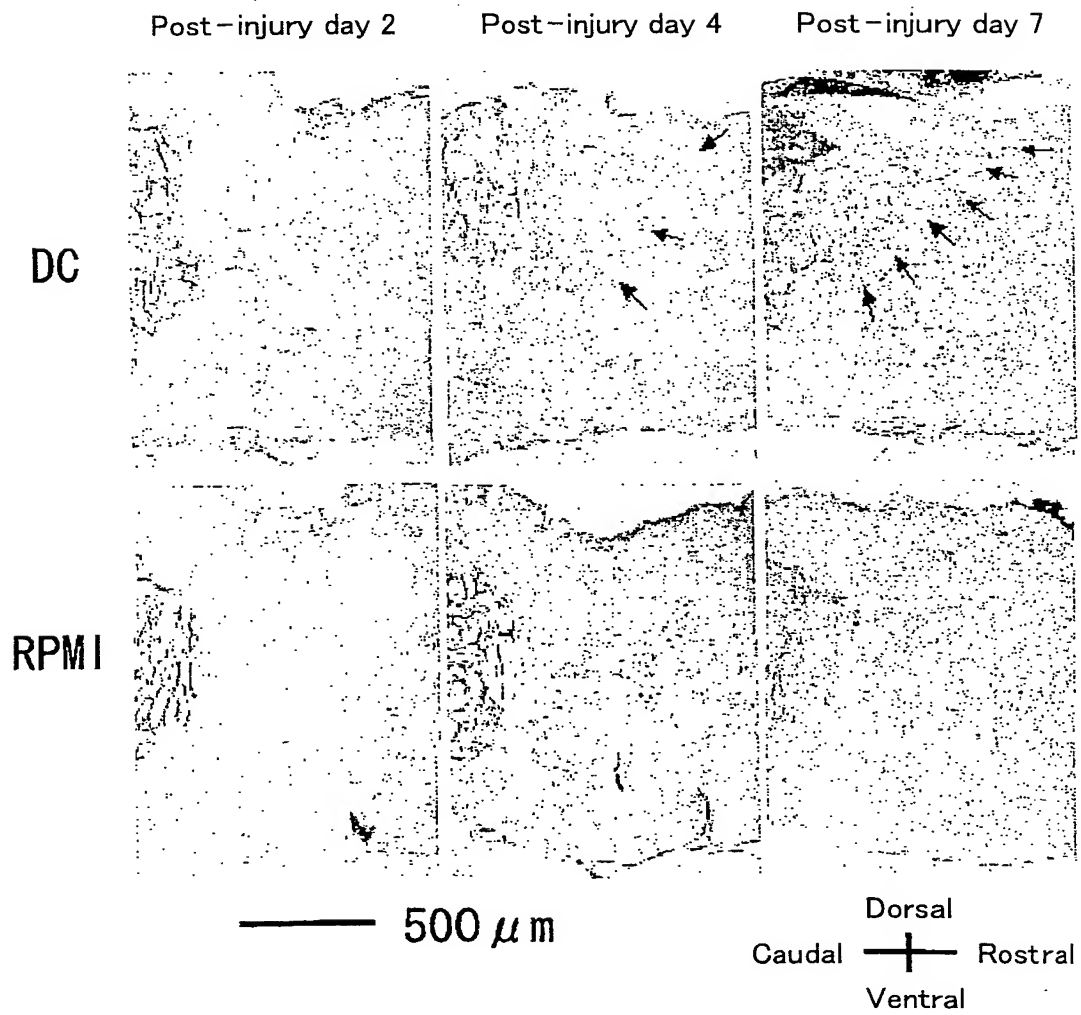 Post-injury day 2 Post-injury day 4 Post-injury day 7
DC
RPMI
500 μm
Dorsal
Caudal Rostral
Ventral